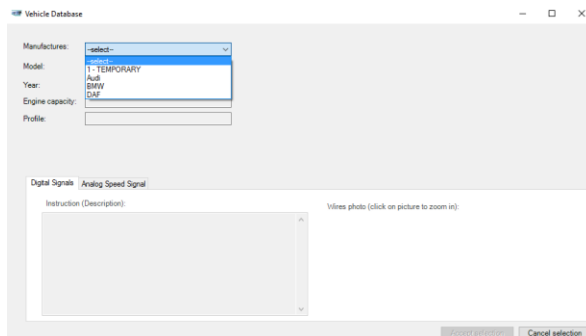 Vehicle Database
Manufactures:
--select--
--select--
1 - TEMPORARY
Audi
BMW
DAF
Model:
Year:
Engine capacity:
Profile:
Digital Signals
Analog Speed Signal
Instruction (Description):
Wires photo (click on picture to zoom in):
Accept selection
Cancel selection